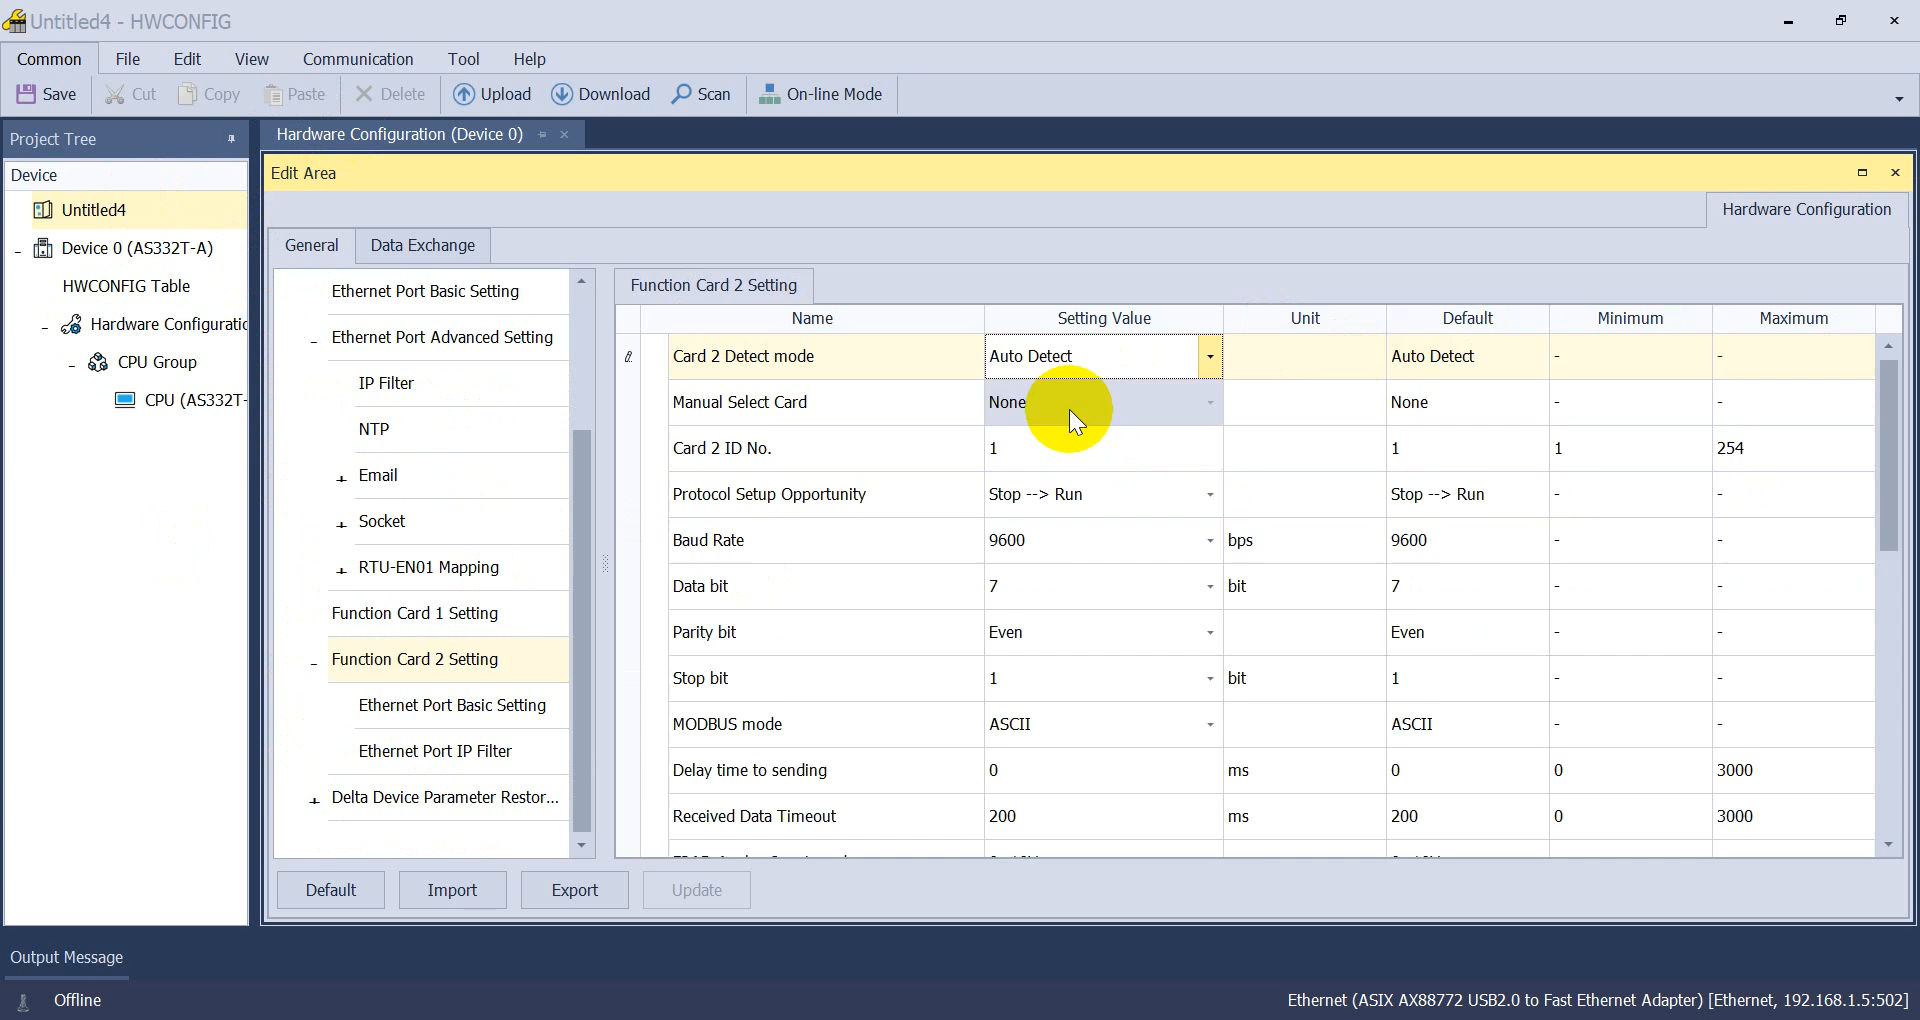 Untitled4 - HWCONFIG
Common File Edit View Communication Tool Help
Save Cut Copy Paste Delete Upload Download Scan On-line Mode
Project Tree
Hardware Configuration (Device 0)
Device
Untitled4
Device 0 (AS332T-A)
HWCONFIG Table
Hardware Configuratio
CPU Group
CPU (AS332T-
Edit Area
Hardware Configuration
General Data Exchange
Ethernet Port Basic Setting
Ethernet Port Advanced Setting
IP Filter
NTP
Email
Socket
RTU-EN01 Mapping
Function Card 1 Setting
Function Card 2 Setting
Ethernet Port Basic Setting
Ethernet Port IP Filter
Delta Device Parameter Restor...
Function Card 2 Setting
Name Setting Value Unit Default Minimum Maximum
Card 2 Detect mode Auto Detect Auto Detect - -
Manual Select Card None None - -
Card 2 ID No. 1 1 1 254
Protocol Setup Opportunity Stop --> Run Stop --> Run - -
Baud Rate 9600 bps 9600 - -
Data bit 7 bit 7 - -
Parity bit Even Even - -
Stop bit 1 bit 1 - -
MODBUS mode ASCII ASCII - -
Delay time to sending 0 ms 0 0 3000
Received Data Timeout 200 ms 200 0 3000
Default Import Export Update
Output Message
Offline
Ethernet (ASIX AX88772 USB2.0 to Fast Ethernet Adapter) [Ethernet, 192.168.1.5:502]